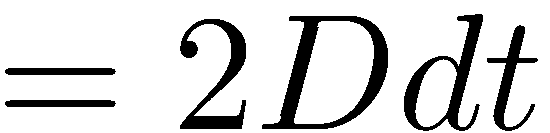 = 2Ddt